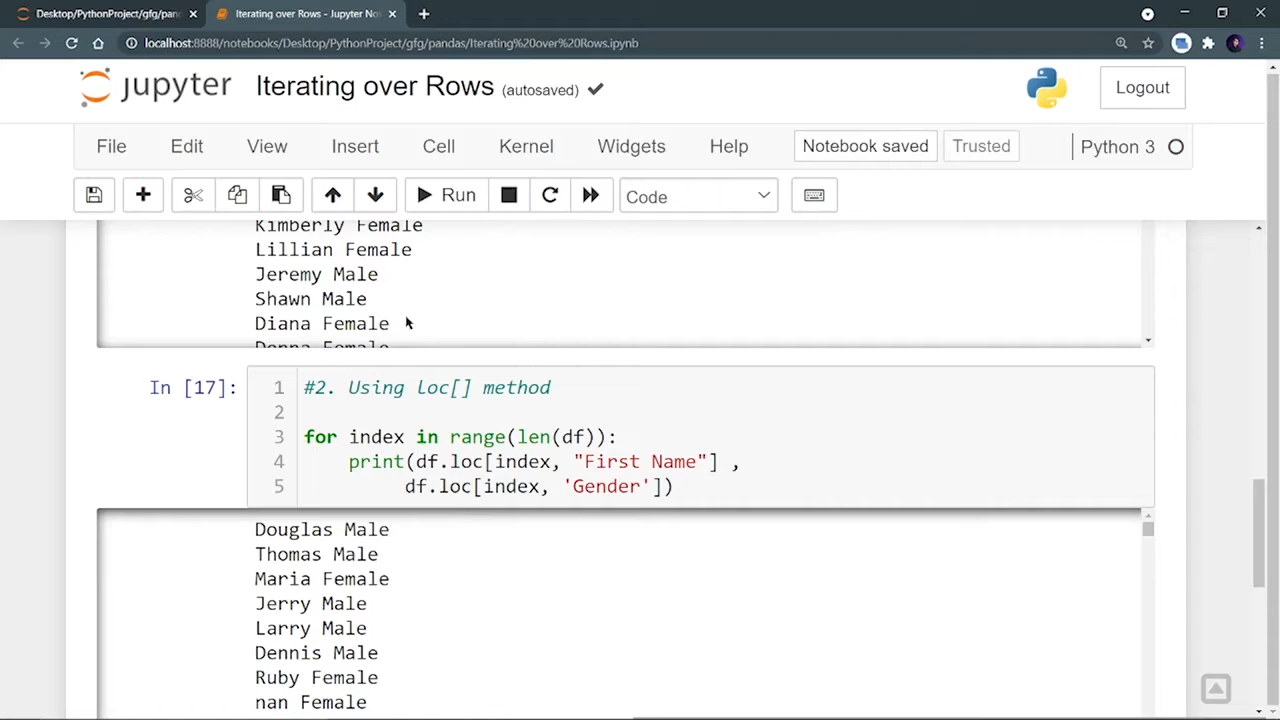 Desktop/PythonProject/gfg/pand
Iterating over Rows - Jupyter No
localhost:8888/notebooks/Desktop/PythonProject/gfg/pandas/Iterating%20over%20Rows.ipynb
jupyter Iterating over Rows (autosaved)
Logout
File Edit View Insert Cell Kernel Widgets Help Notebook saved Trusted Python 3
Run Code
Kimberly Female
Lillian Female
Jeremy Male
Shawn Male
Diana Female
Donna Female
In [17]: 1 #2. Using loc[] method
2
3 for index in range(len(df)):
4 print(df.loc[index, "First Name"] ,
5 df.loc[index, 'Gender'])
Douglas Male
Thomas Male
Maria Female
Jerry Male
Larry Male
Dennis Male
Ruby Female
nan Female